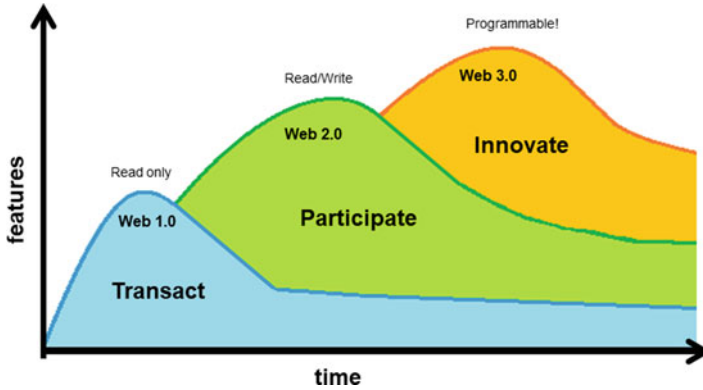 Programmable!
Web 3.0
Innovate
Read/Write
Web 2.0
Participate
Read only
Web 1.0
Transact
features
time